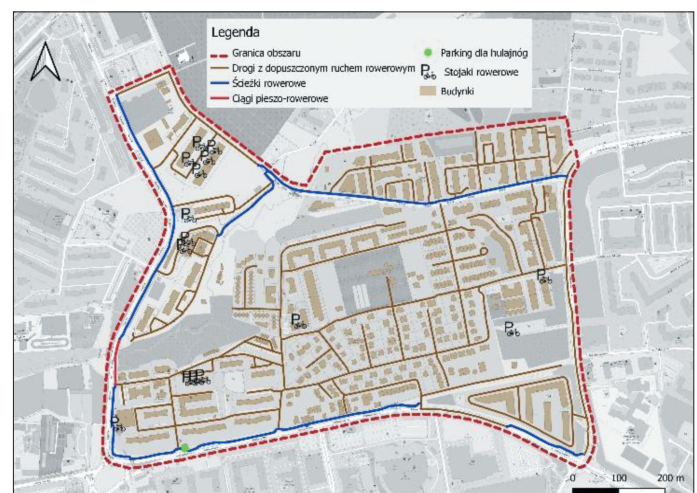 Legenda
Granica obszaru
Drogi z dopuszczonym ruchem rowerowym
Ścieżki rowerowe
Ciągi pieszo-rowerowe
Parking dla hulajnóg
Stojaki rowerowe
Budynki
0 100 200 m